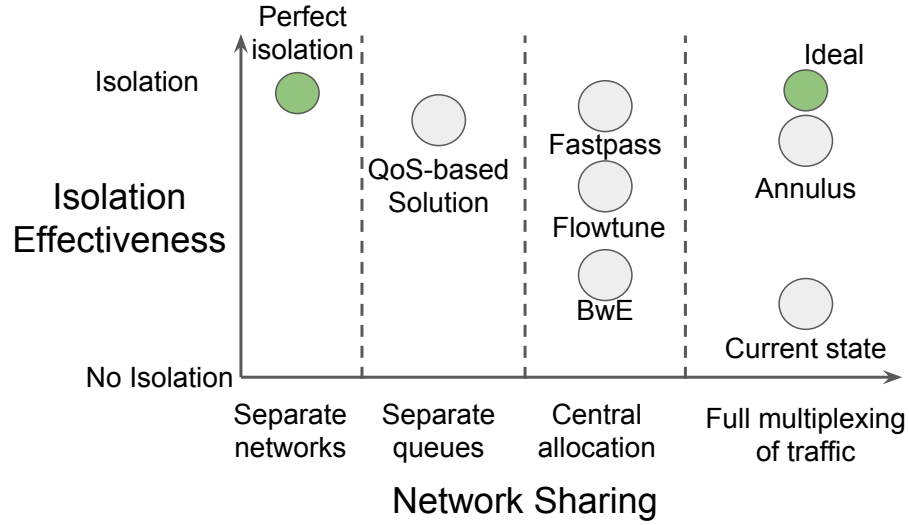 Perfect
isolation
Ideal
Isolation
Fastpass
QoS-based
Solution
Annulus
Isolation
Effectiveness
Flowtune
BwE
Current state
No Isolation
Separate
networks
Separate
queues
Central
allocation
Full multiplexing
of traffic
Network Sharing